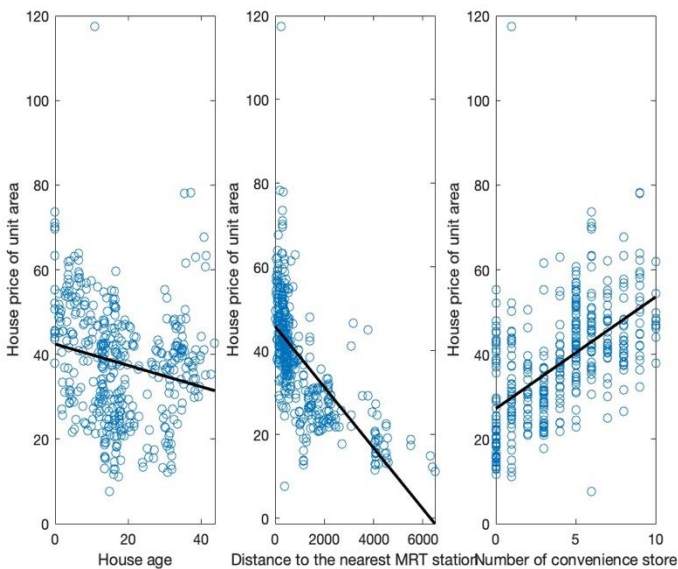 120
100
80
60
40
20
0
House price of unit area
0 20 40
House age
120
100
80
60
40
20
0
House price of unit area
0 2000 4000 6000
Distance to the nearest MRT station
120
100
80
60
40
20
0
House price of unit area
0 5 10
Number of convenience store